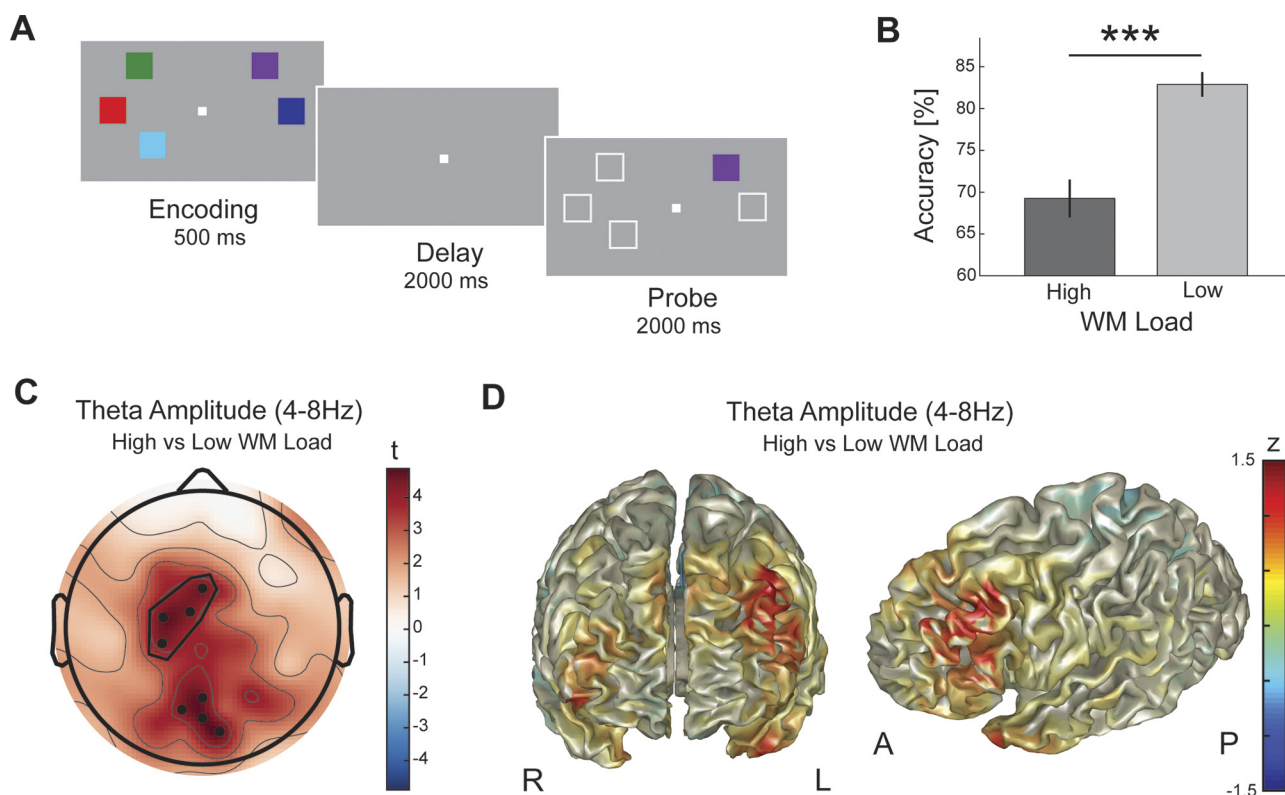 A
Encoding
500 ms
Delay
2000 ms
Probe
2000 ms
B
***
Accuracy [%]
85
80
75
70
65
60
High
Low
WM Load
C
Theta Amplitude (4-8Hz)
High vs Low WM Load
t
4
3
2
1
0
-1
-2
-3
-4
D
Theta Amplitude (4-8Hz)
High vs Low WM Load
z
1.5
-1.5
R
L
A
P